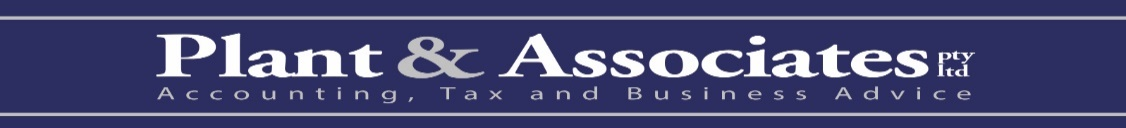 Plant & Associates pty ltd
Accounting, Tax and Business Advice